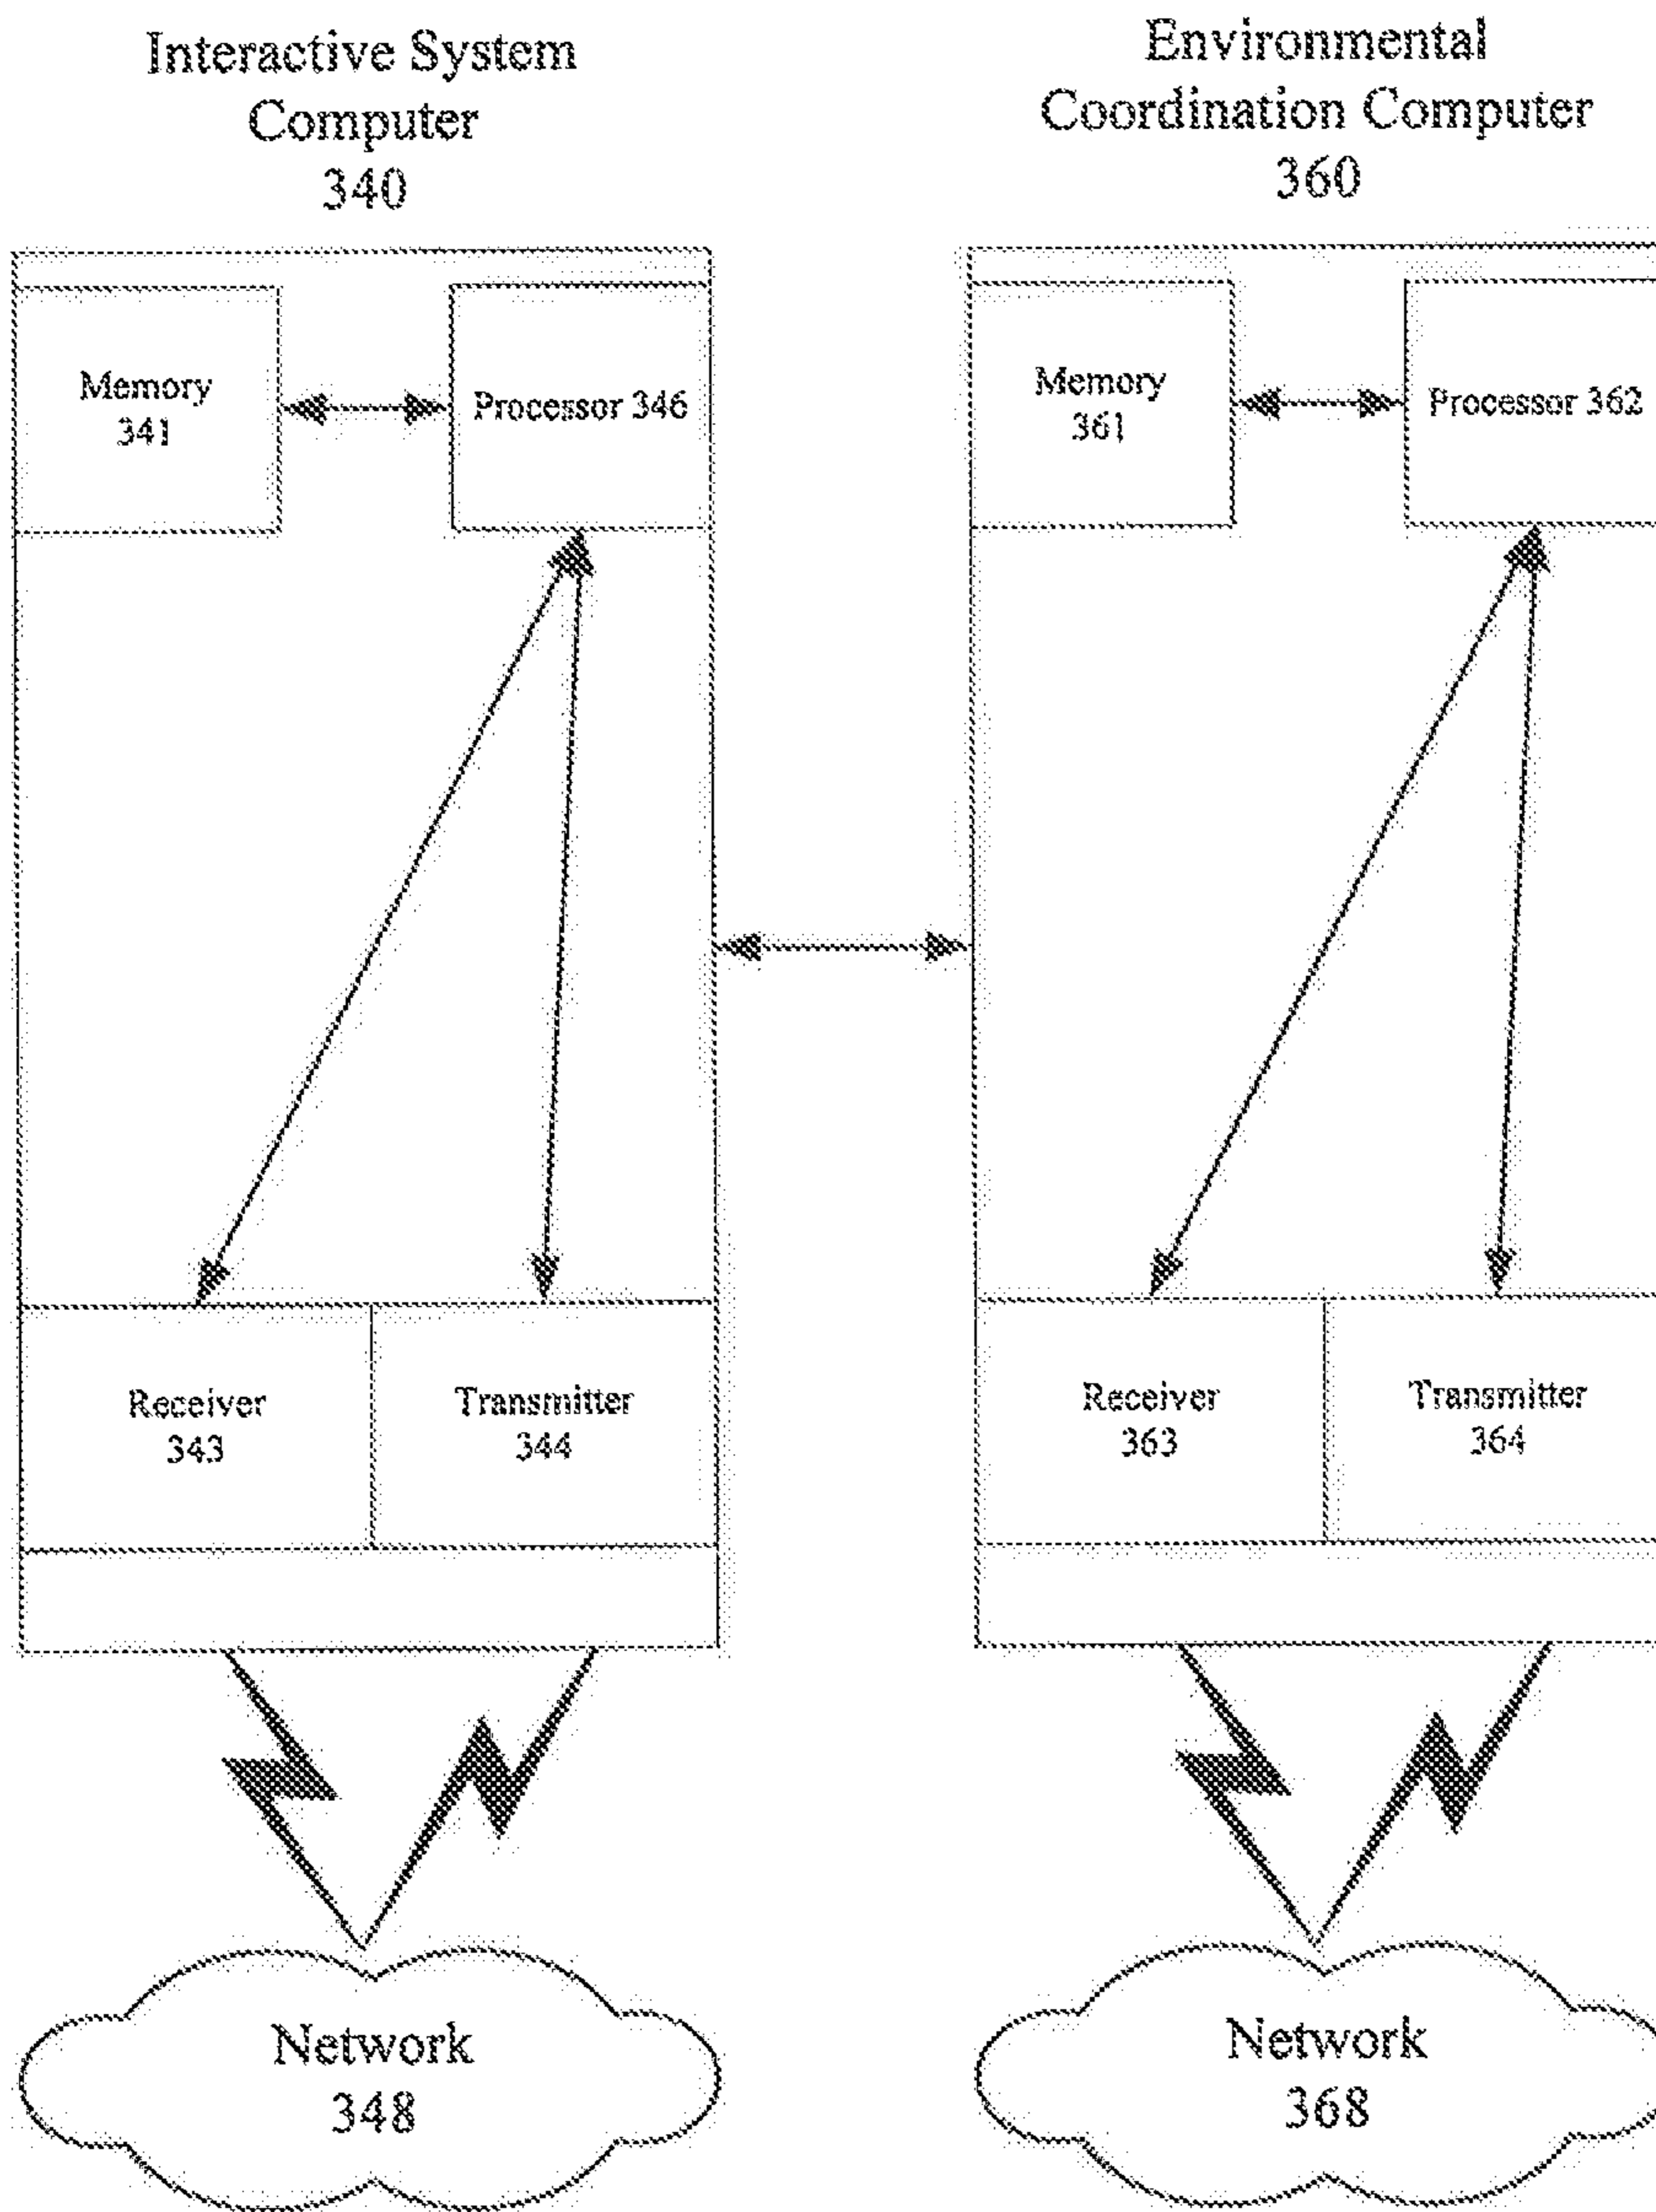 Interactive System
Computer
340
Environmental
Coordination Computer
360
Memory
341
Processor 346
Memory
361
Processor 362
Receiver
343
Transmitter
344
Receiver
363
Transmitter
364
Network
348
Network
368